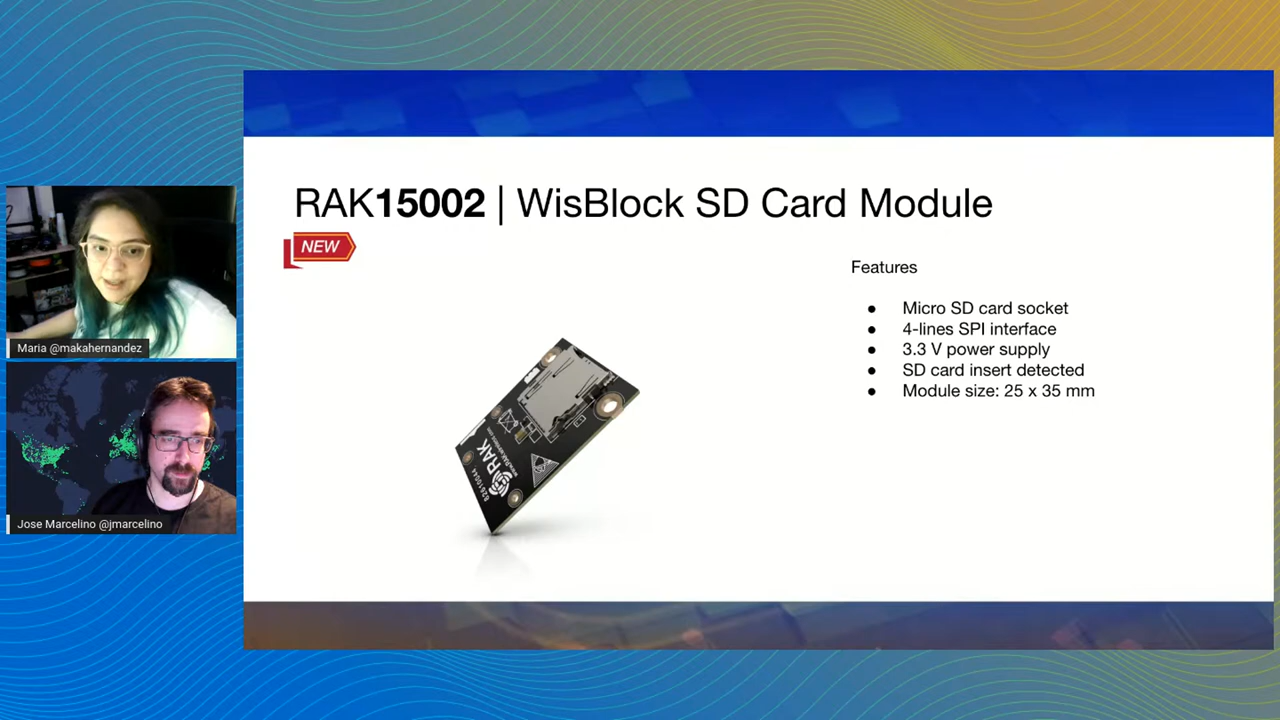 RAK15002 | WisBlock SD Card Module
NEW
Features
● Micro SD card socket
● 4-lines SPI interface
● 3.3 V power supply
● SD card insert detected
● Module size: 25 x 35 mm
RAK
Maria @makahernandez
Jose Marcelino @jmarcelino